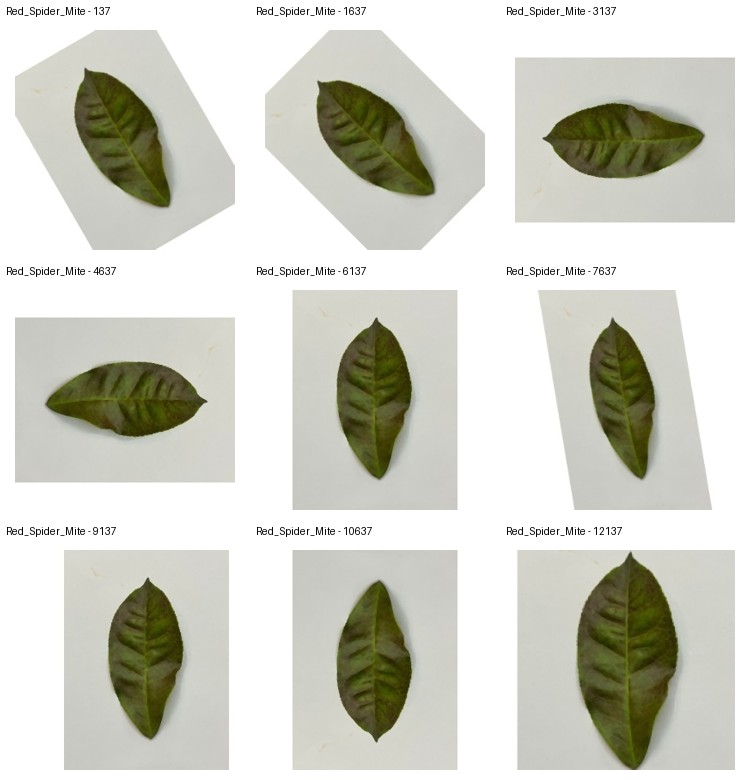 Red_Spider_Mite - 137
Red_Spider_Mite - 1637
Red_Spider_Mite - 3137
Red_Spider_Mite - 4637
Red_Spider_Mite - 6137
Red_Spider_Mite - 7637
Red_Spider_Mite - 9137
Red_Spider_Mite - 10637
Red_Spider_Mite - 12137